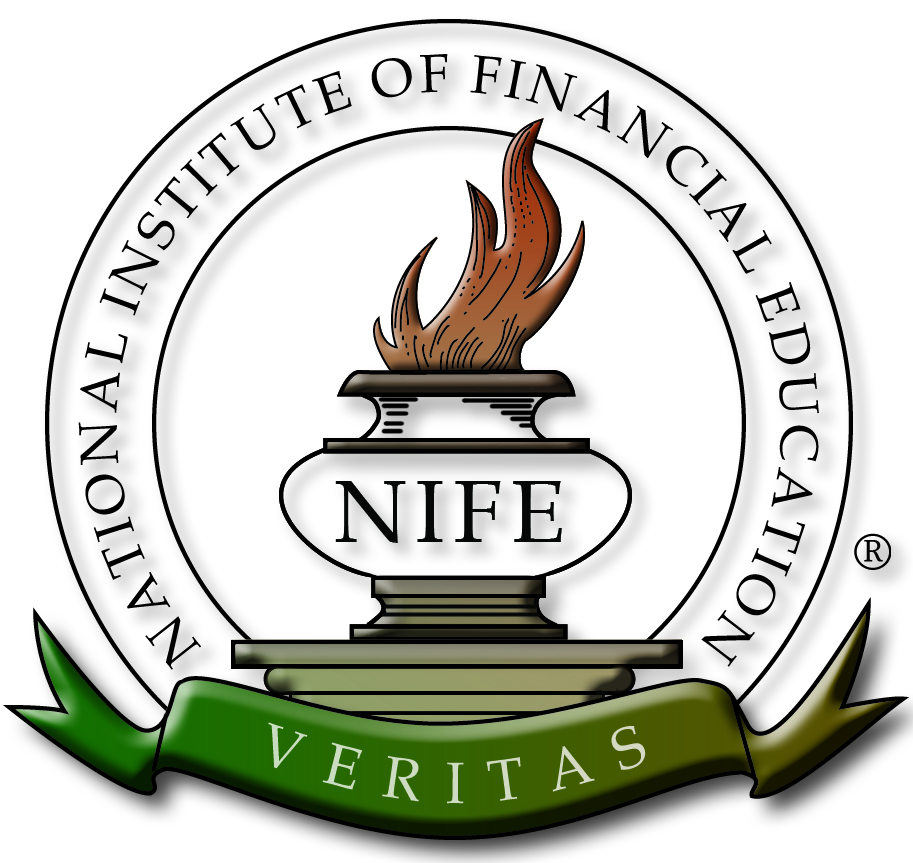 NATIONAL INSTITUTE OF FINANCIAL EDUCATION
NIFE
®
VERITAS